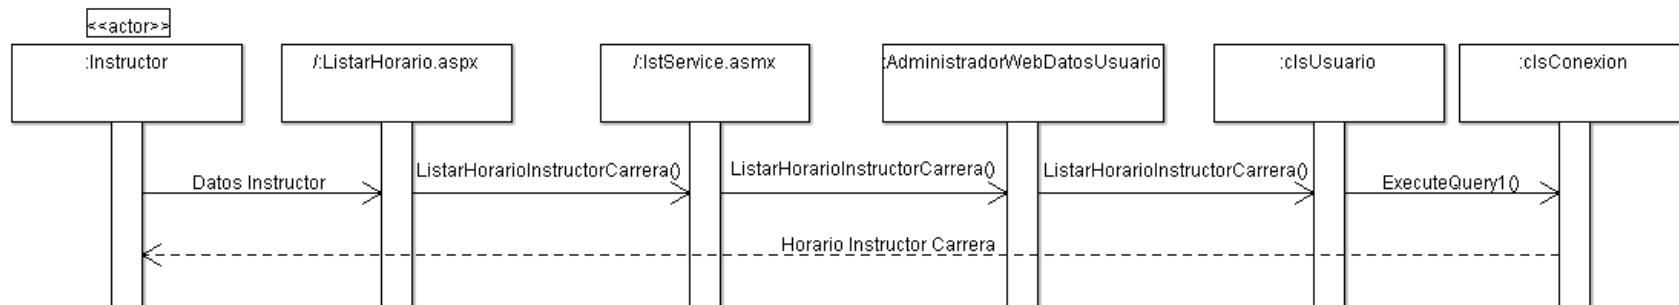 <<actor>>
:Instructor
/:ListarHorario.aspx
/:IstService.asmx
:AdministradorWebDatosUsuario
:clsUsuario
:clsConexion
Datos Instructor
ListarHorarioInstructorCarrera()
ListarHorarioInstructorCarrera()
ListarHorarioInstructorCarrera()
ExecuteQuery1()
Horario Instructor Carrera